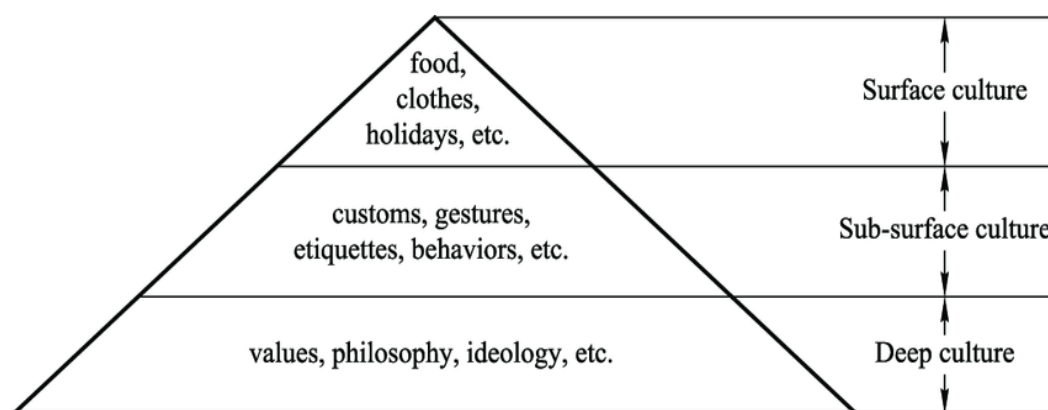 food,
clothes,
holidays, etc.
Surface culture
customs, gestures,
etiquettes, behaviors, etc.
Sub-surface culture
values, philosophy, ideology, etc.
Deep culture